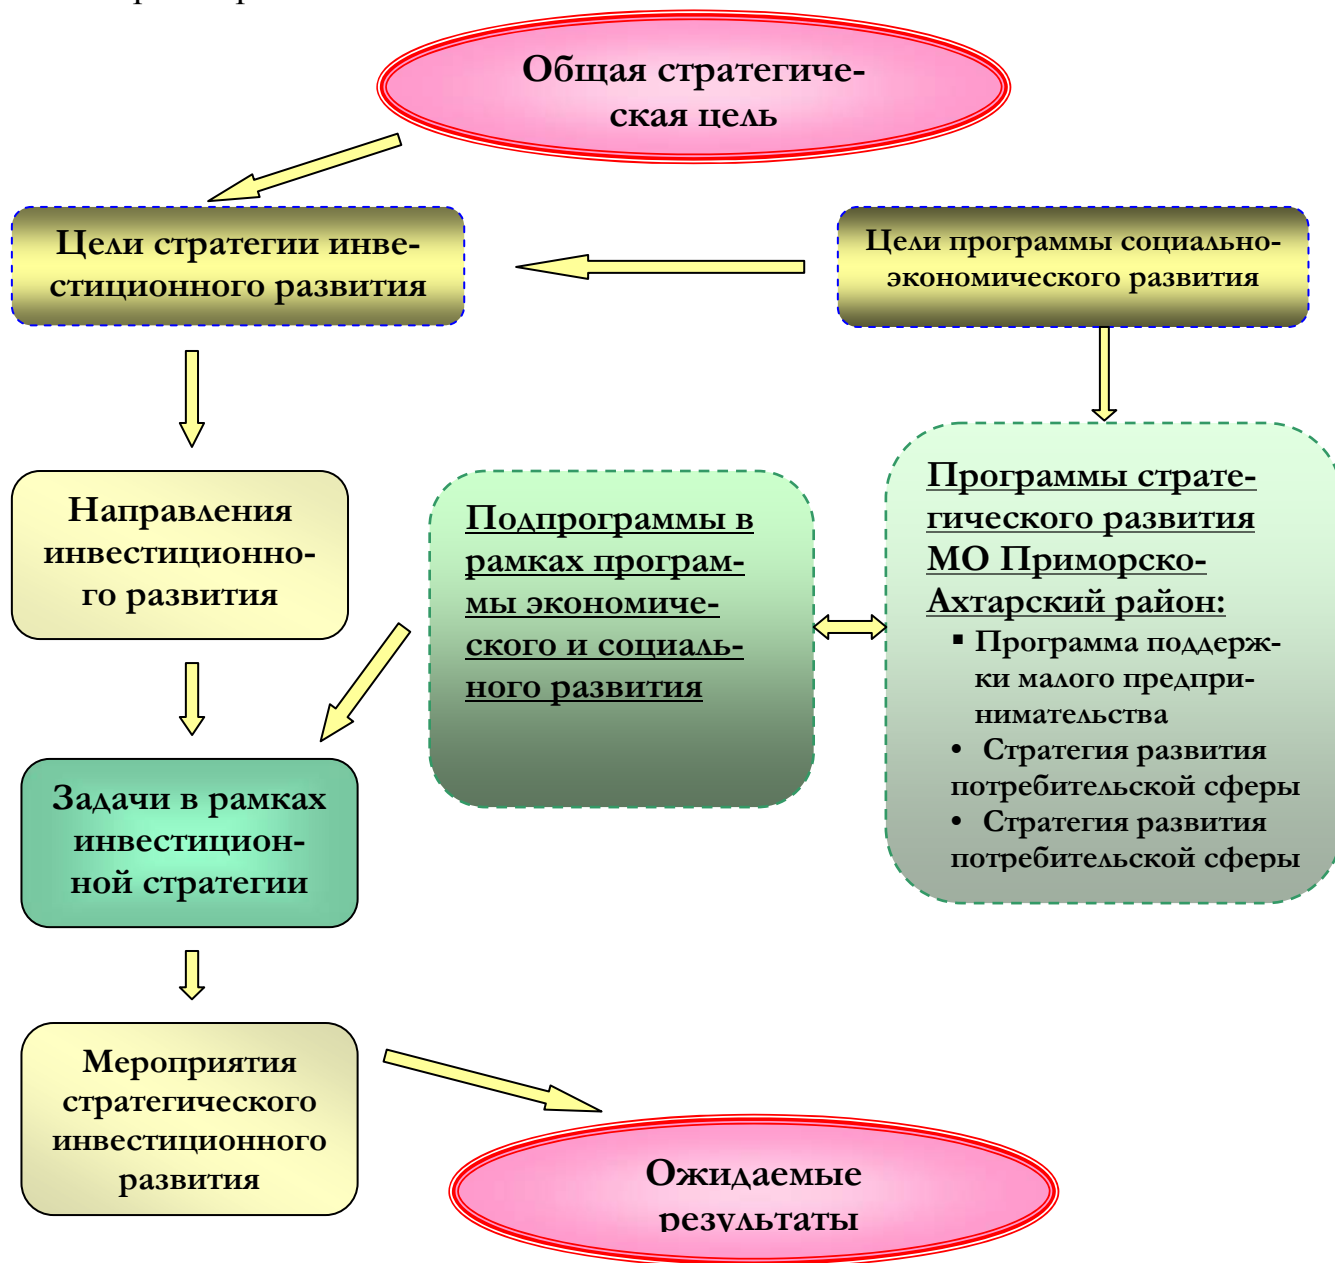 Общая стратегиче-
ская цель
Цели стратегии инве-
стиционного развития
Цели программы социально-
экономического развития
Направления
инвестиционно-
го развития
Подпрограммы в
рамках програм-
мы экономиче-
ского и социаль-
ного развития
Программы страте-
гического развития
МО Приморско-
Ахтарский район:
▪ Программа поддерж-
ки малого предпри-
нимательства
• Стратегия развития
потребительской сферы
• Стратегия развития
потребительской сферы
Задачи в рамках
инвестицион-
ной стратегии
Мероприятия
стратегического
инвестиционного
развития
Ожидаемые
результаты